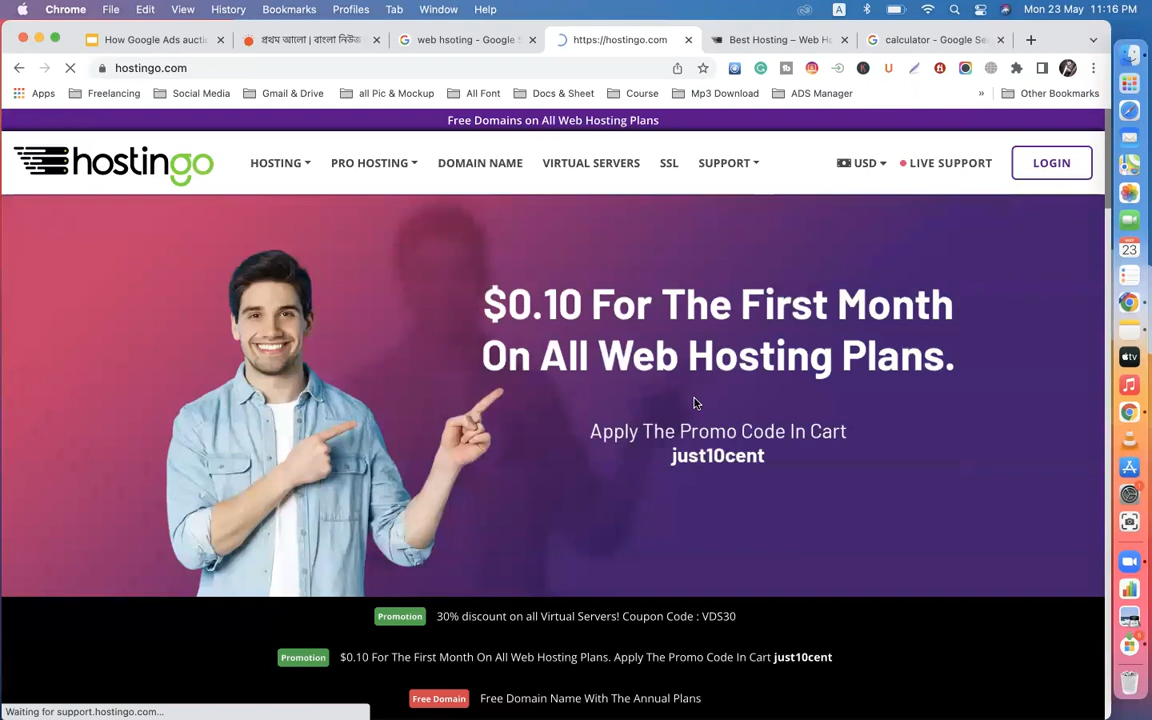 Chrome File Edit View History Bookmarks Profiles Tab Window Help A Mon 23 May 11:16 PM
How Google Ads aucti web hsoting - Google S https://hostingo.com Best Hosting – Web Ho calculator - Google Se
প্রথম আলো | বাংলা নিউজ
hostingo.com
Apps Freelancing Social Media Gmail & Drive all Pic & Mockup All Font Docs & Sheet Course Mp3 Download ADS Manager » Other Bookmarks
Free Domains on All Web Hosting Plans
hostingo HOSTING PRO HOSTING DOMAIN NAME VIRTUAL SERVERS SSL SUPPORT USD LIVE SUPPORT LOGIN
$0.10 For The First Month
On All Web Hosting Plans.
Apply The Promo Code In Cart
just10cent
Promotion 30% discount on all Virtual Servers! Coupon Code : VDS30
Promotion $0.10 For The First Month On All Web Hosting Plans. Apply The Promo Code In Cart just10cent
Free Domain Free Domain Name With The Annual Plans
Waiting for support.hostingo.com...
23
tv